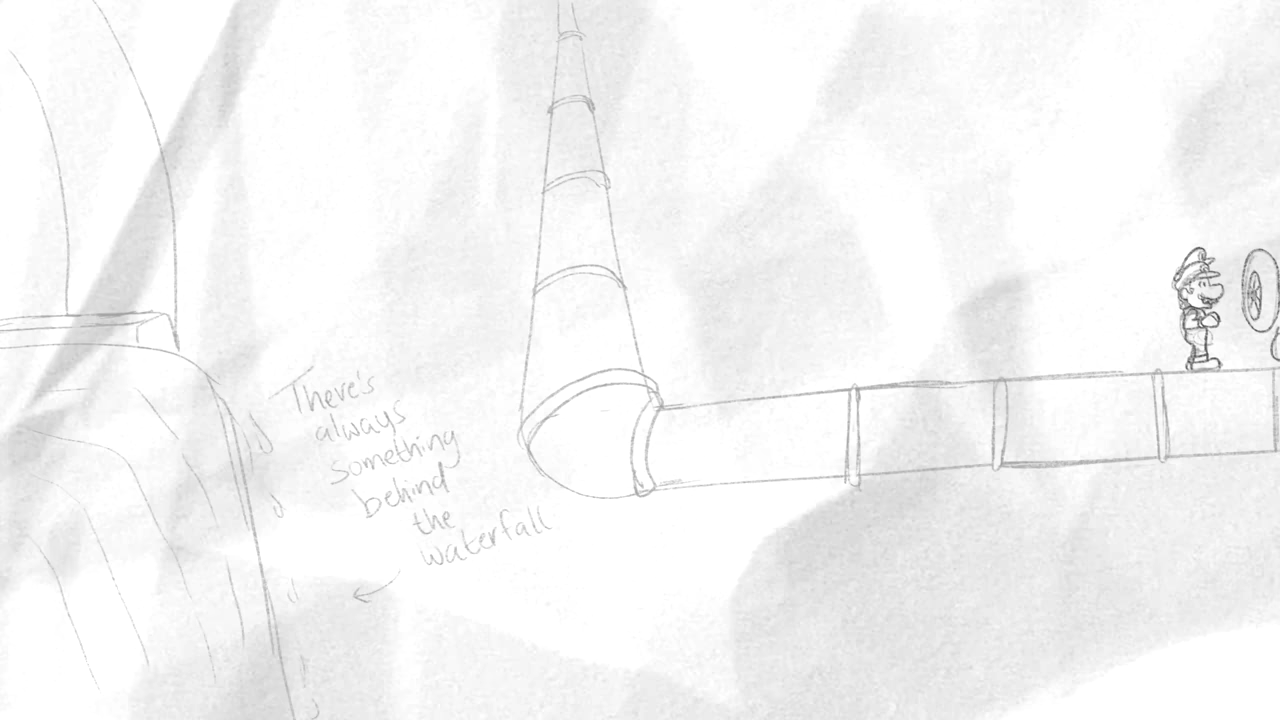 There's
always
something
behind
the
waterfall